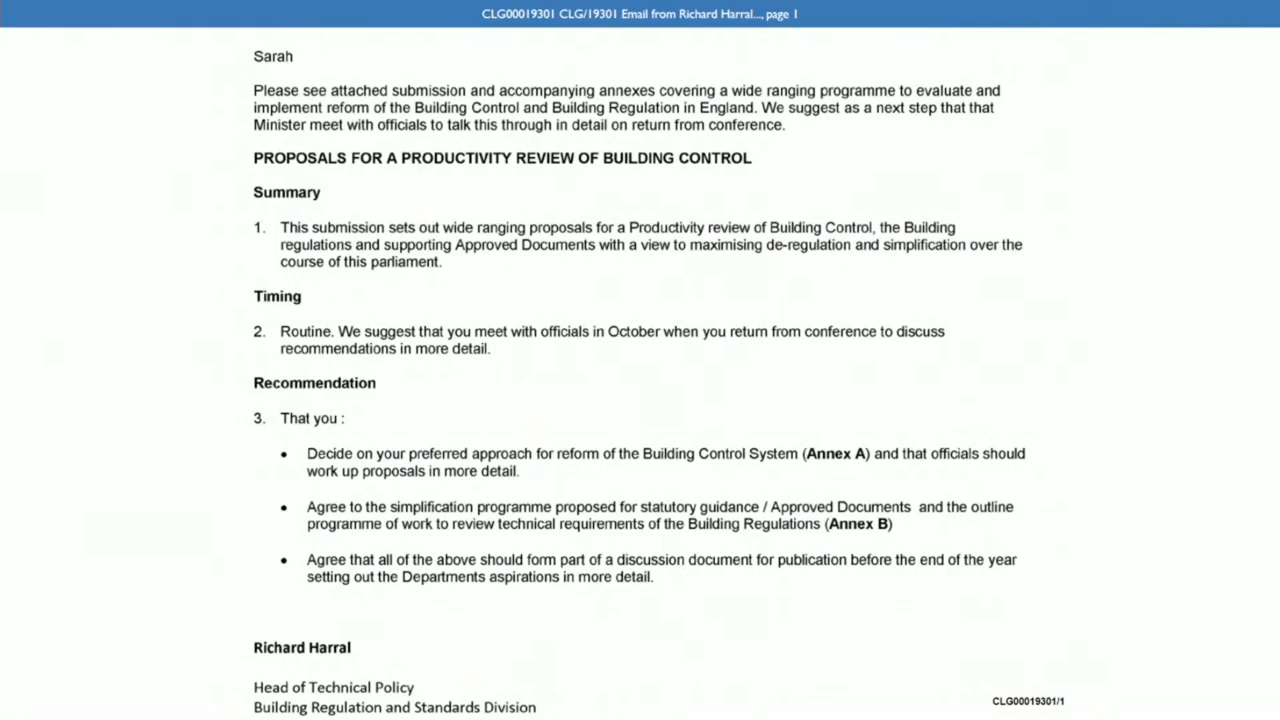 CLG00019301 CLG/19301 Email from Richard Harral..., page 1
Sarah
Please see attached submission and accompanying annexes covering a wide ranging programme to evaluate and
implement reform of the Building Control and Building Regulation in England. We suggest as a next step that that
Minister meet with officials to talk this through in detail on return from conference.
PROPOSALS FOR A PRODUCTIVITY REVIEW OF BUILDING CONTROL
Summary
1. This submission sets out wide ranging proposals for a Productivity review of Building Control, the Building
regulations and supporting Approved Documents with a view to maximising de-regulation and simplification over the
course of this parliament.
Timing
2. Routine. We suggest that you meet with officials in October when you return from conference to discuss
recommendations in more detail.
Recommendation
3. That you :
• Decide on your preferred approach for reform of the Building Control System (Annex A) and that officials should
work up proposals in more detail.
• Agree to the simplification programme proposed for statutory guidance / Approved Documents and the outline
programme of work to review technical requirements of the Building Regulations (Annex B)
• Agree that all of the above should form part of a discussion document for publication before the end of the year
setting out the Departments aspirations in more detail.
Richard Harral
Head of Technical Policy
Building Regulation and Standards Division
CLG00019301/1